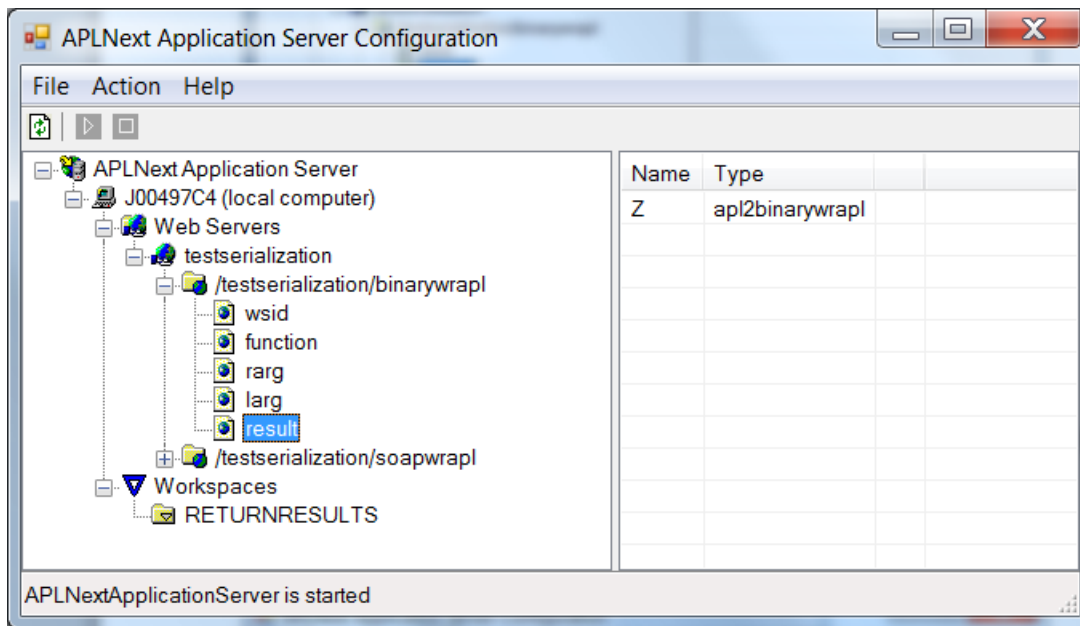 APLNext Application Server Configuration
File Action Help
APLNext Application Server
J00497C4 (local computer)
Web Servers
testserialization
/testserialization/binarywrapl
wsid
function
rarg
larg
result
/testserialization/soapwrapl
Workspaces
RETURNRESULTS
Name Type
Z apl2binarywrapl
APLNextApplicationServer is started